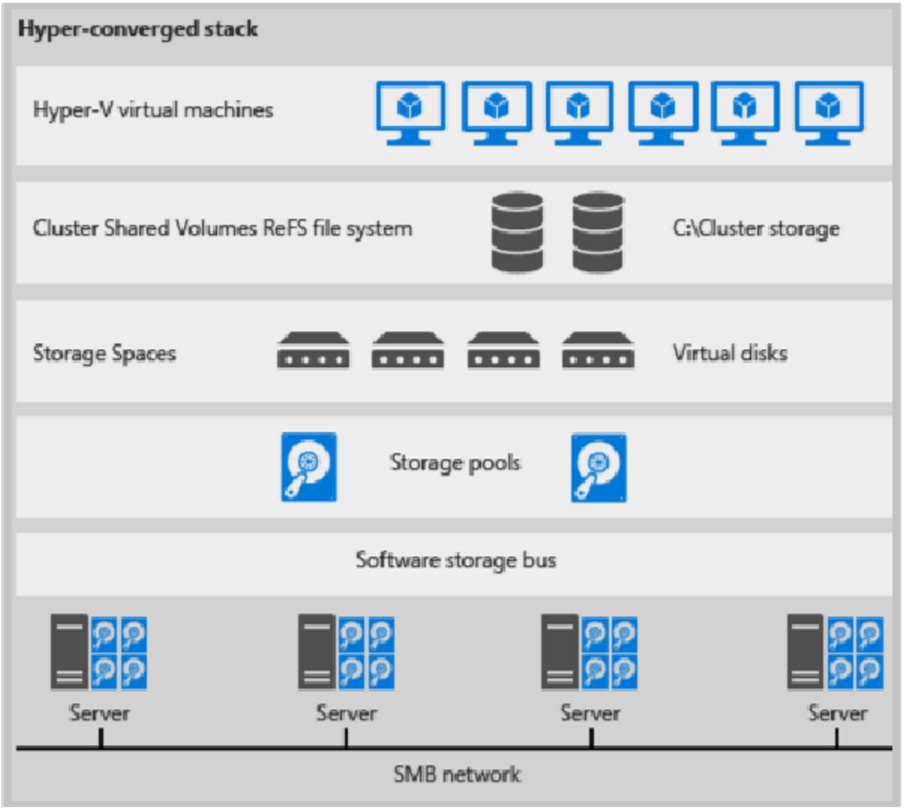 Hyper-converged stack
Hyper-V virtual machines
Cluster Shared Volumes ReFS file system
C:\Cluster storage
Storage Spaces
Virtual disks
Storage pools
Software storage bus
Server
Server
Server
Server
SMB network